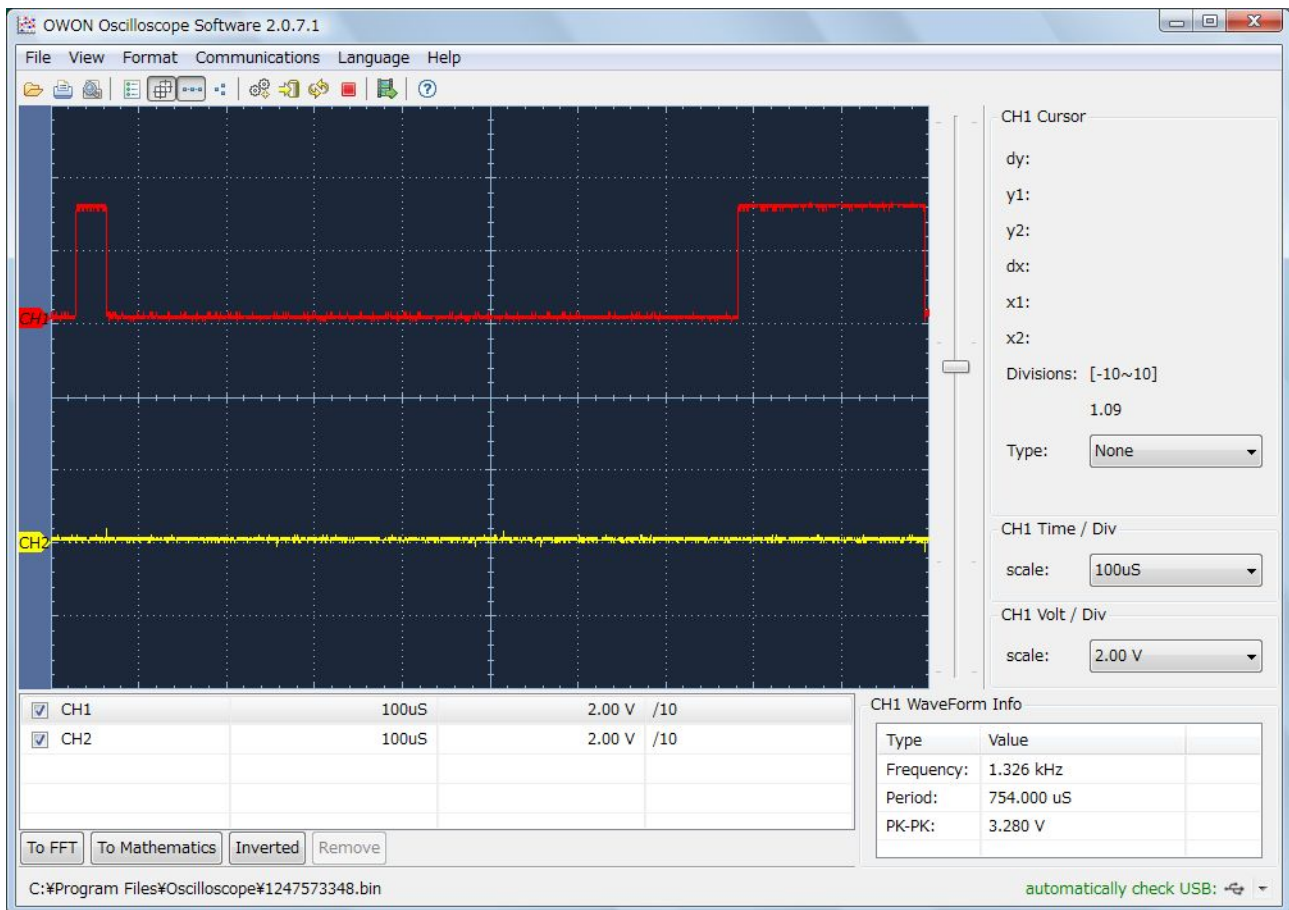 OWON Oscilloscope Software 2.0.7.1
File View Format Communications Language Help
CH1 Cursor
dy:
y1:
y2:
dx:
x1:
x2:
Divisions: [-10~10]
1.09
Type: None
CH1
CH2
CH1 Time / Div
scale: 100uS
CH1 Volt / Div
scale: 2.00 V
CH1 100uS 2.00 V /10
CH2 100uS 2.00 V /10
To FFT To Mathematics Inverted Remove
CH1 WaveForm Info
Type Value
Frequency: 1.326 kHz
Period: 754.000 uS
PK-PK: 3.280 V
C:¥Program Files¥Oscilloscope¥1247573348.bin
automatically check USB: